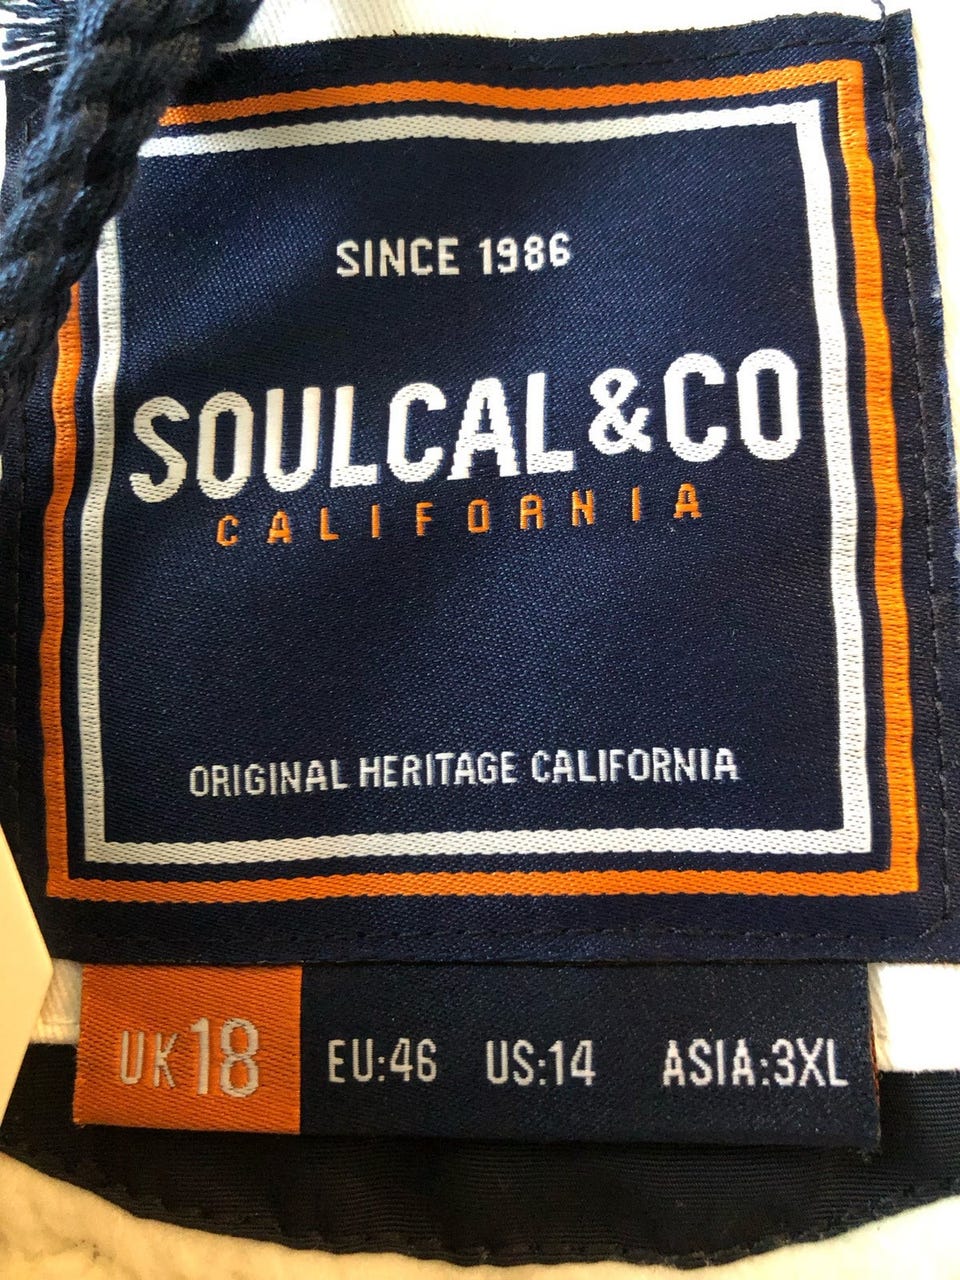 SINCE 1986
SOULCAL&CO
CALIFORNIA
ORIGINAL HERITAGE CALIFORNIA
UK18 EU:46 US:14 ASIA:3XL